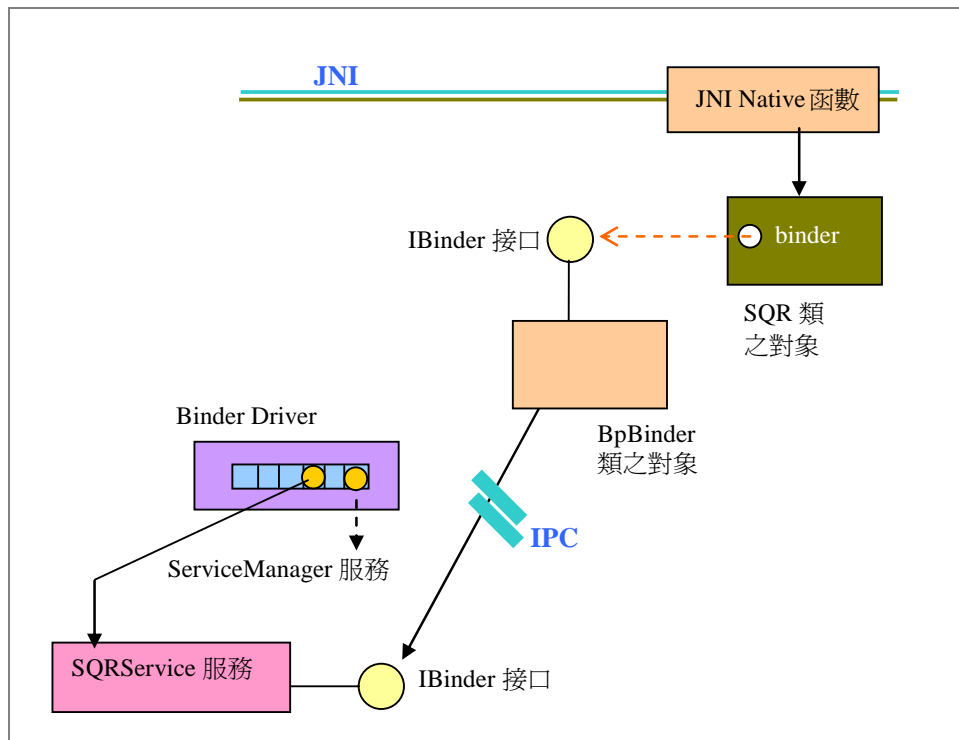 JNI
JNI Native 函數
binder
IBinder 接口
SQR 類
之對象
Binder Driver
BpBinder
類之對象
IPC
ServiceManager 服務
SQRService 服務
IBinder 接口